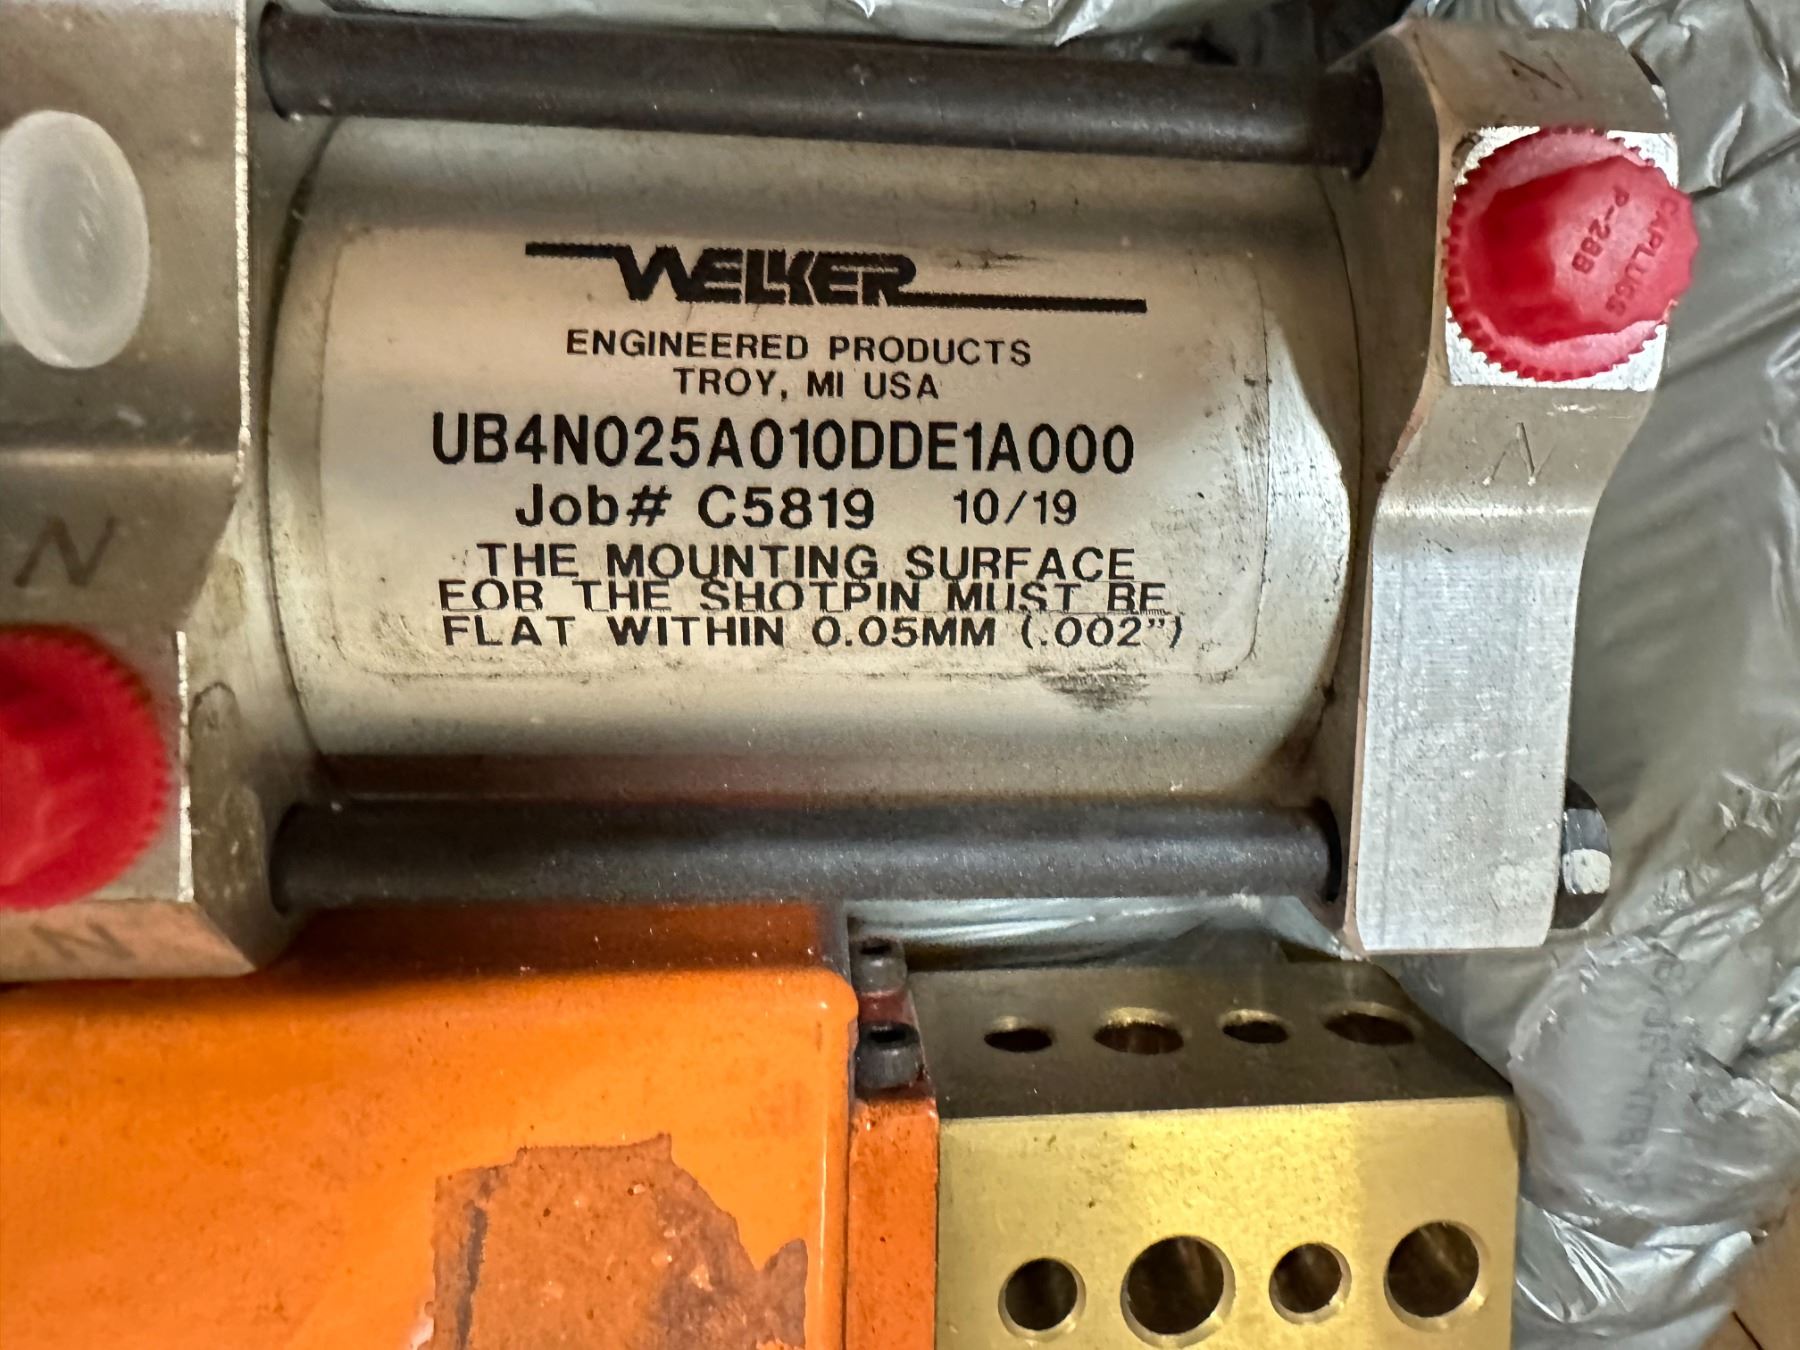 WELKER
ENGINEERED PRODUCTS
TROY, MI USA
UB4N025A010DDE1A000
Job# C5819 10/19
THE MOUNTING SURFACE
FOR THE SHOTPIN MUST BE
FLAT WITHIN 0.05MM (.002")
CAPLUGS
P-28B
N
N
N
N